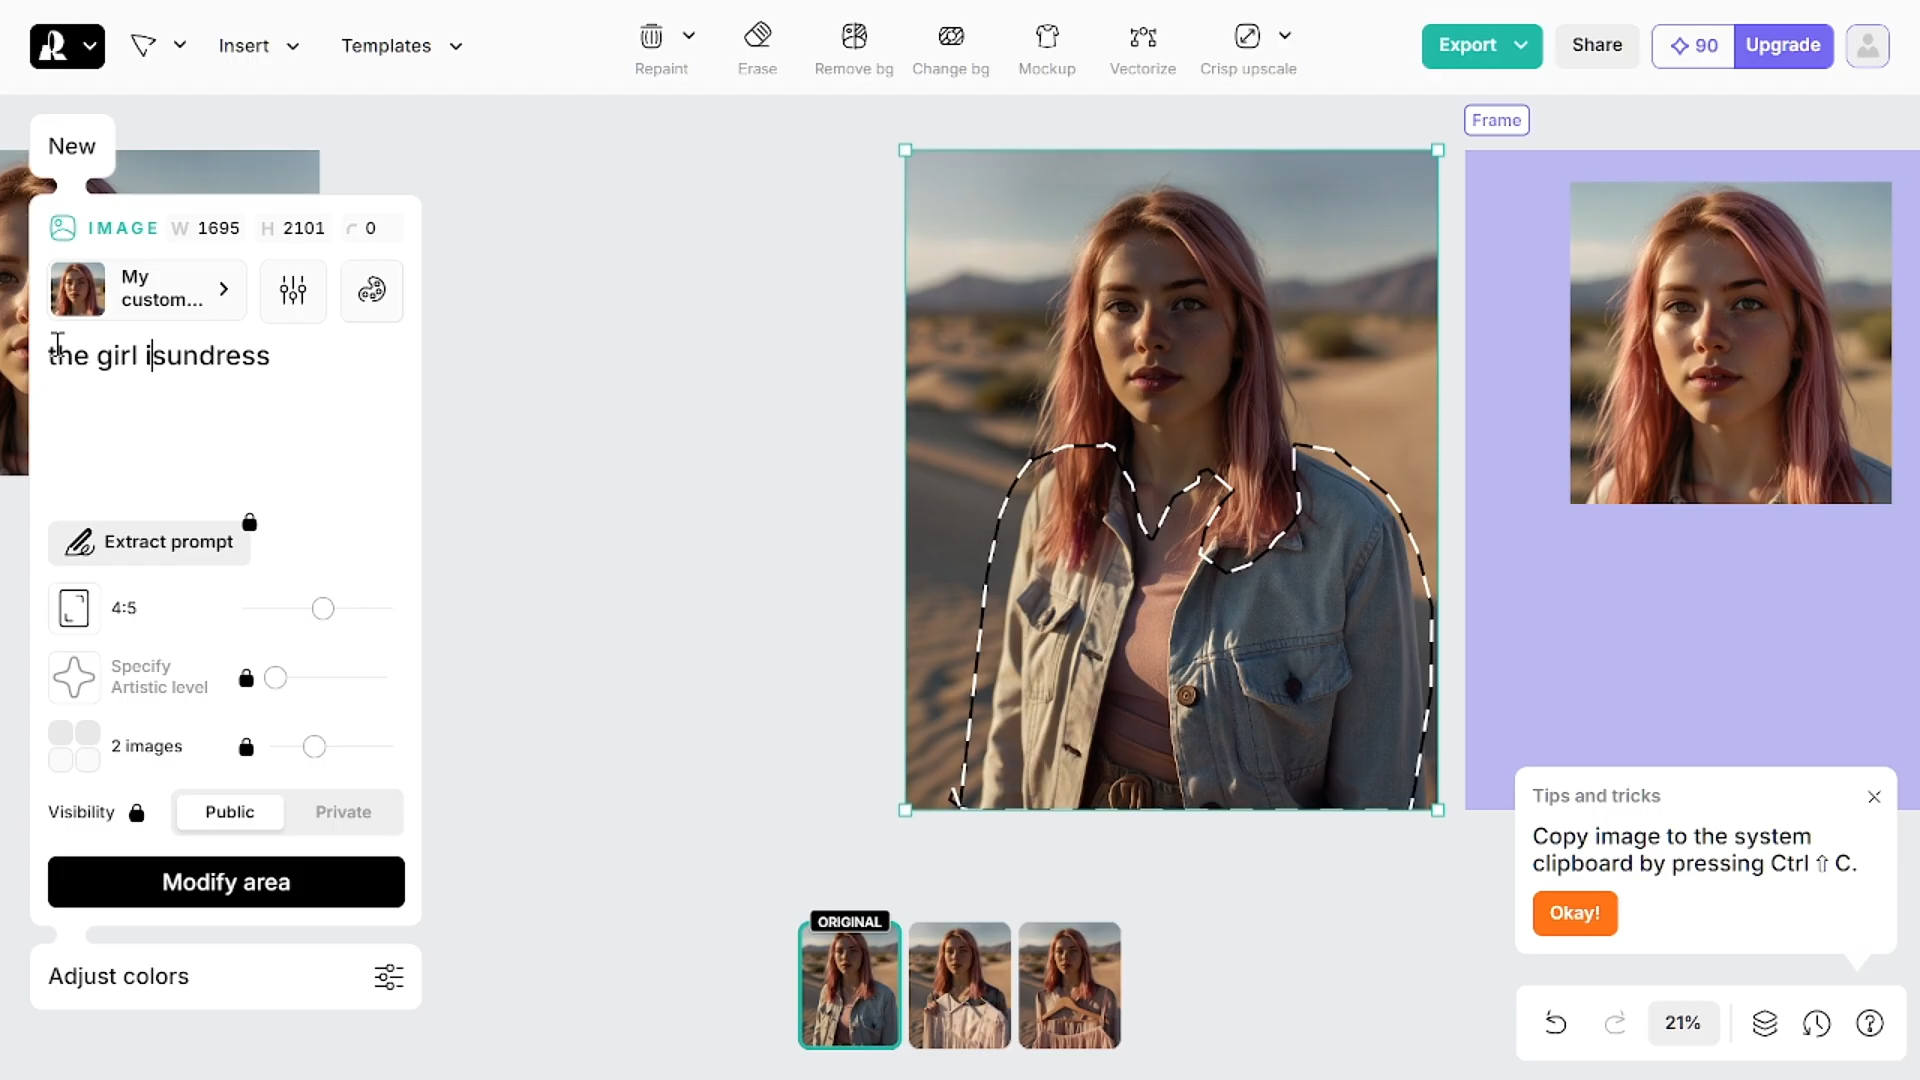 Insert
Templates
Repaint
Erase
Remove bg
Change bg
Mockup
Vectorize
Crisp upscale
Export
Share
90
Upgrade
Frame
New
IMAGE W 1695 H 2101 0
My
custom...
the girl isundress
Extract prompt
4:5
Specify
Artistic level
2 images
Visibility
Public
Private
Modify area
Adjust colors
ORIGINAL
Tips and tricks
Copy image to the system
clipboard by pressing Ctrl ⇧ C.
Okay!
21%